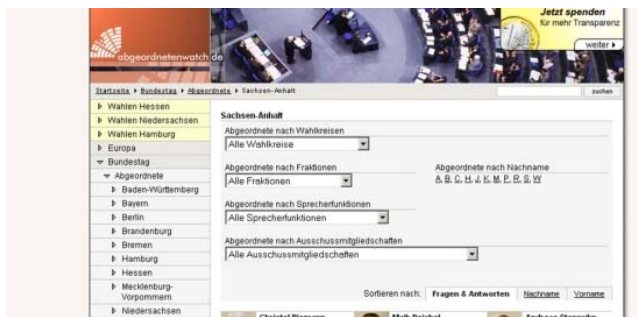 Jetzt spenden
für mehr Transparenz
weiter
abgeordnetenwatch.de
Startseite Bundestag Abgeordnete Sachsen-Anhalt
suchen
Wahlen Hessen
Wahlen Niedersachsen
Wahlen Hamburg
Europa
Bundestag
Abgeordnete
Baden-Württemberg
Bayern
Berlin
Brandenburg
Bremen
Hamburg
Hessen
Mecklenburg-
Vorpommern
Niedersachsen
Sachsen-Anhalt
Abgeordnete nach Wahlkreisen
Alle Wahlkreise
Abgeordnete nach Fraktionen
Alle Fraktionen
Abgeordnete nach Nachname
A, B, C, H, J, K, M, P, R, S, W
Abgeordnete nach Sprecherfunktionen
Alle Sprecherfunktionen
Abgeordnete nach Ausschussmitgliedschaften
Alle Ausschussmitgliedschaften
Sortieren nach: Fragen & Antworten Nachname Vorname